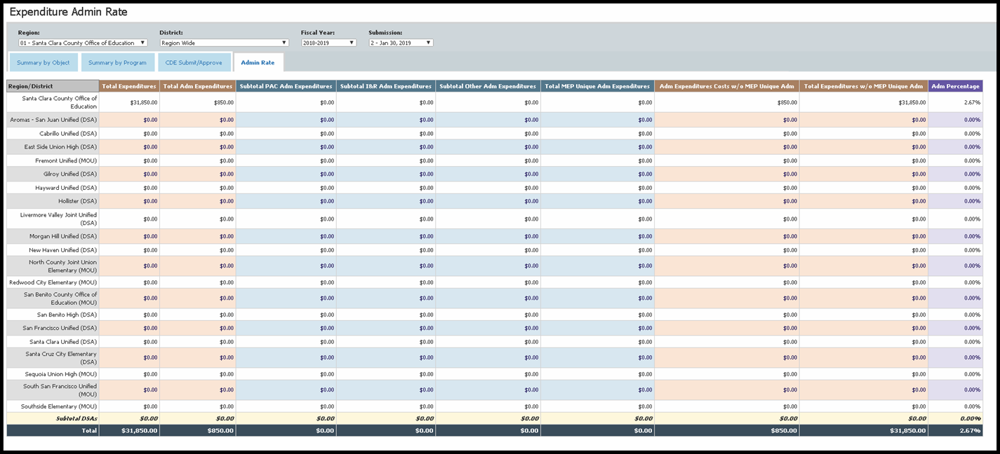 Expenditure Admin Rate
Region: District: Fiscal Year: Submission:
01 - Santa Clara County Office of Education Region Wide 2018-2019 2 - Jan 30, 2019
Summary by Object Summary by Program CDE Submit/Approve Admin Rate
Region/District Total Expenditures Total Adm Expenditures Subtotal PAC Adm Expenditures Subtotal I&R Adm Expenditures Subtotal Other Adm Expenditures Total MEP Unique Adm Expenditures Adm Expenditures Costs w/o MEP Unique Adm Total Expenditures w/o MEP Unique Adm Adm Percentage
Santa Clara County Office of
Education $31,850.00 $850.00 $0.00 $0.00 $0.00 $0.00 $850.00 $31,850.00 2.67%
Aromas - San Juan Unified (DSA) $0.00 $0.00 $0.00 $0.00 $0.00 $0.00 $0.00 $0.00 0.00%
Cabrillo Unified (DSA) $0.00 $0.00 $0.00 $0.00 $0.00 $0.00 $0.00 $0.00 0.00%
East Side Union High (DSA) $0.00 $0.00 $0.00 $0.00 $0.00 $0.00 $0.00 $0.00 0.00%
Fremont Unified (MOU) $0.00 $0.00 $0.00 $0.00 $0.00 $0.00 $0.00 $0.00 0.00%
Gilroy Unified (DSA) $0.00 $0.00 $0.00 $0.00 $0.00 $0.00 $0.00 $0.00 0.00%
Hayward Unified (DSA) $0.00 $0.00 $0.00 $0.00 $0.00 $0.00 $0.00 $0.00 0.00%
Hollister (DSA) $0.00 $0.00 $0.00 $0.00 $0.00 $0.00 $0.00 $0.00 0.00%
Livermore Valley Joint Unified
(DSA) $0.00 $0.00 $0.00 $0.00 $0.00 $0.00 $0.00 $0.00 0.00%
Morgan Hill Unified (DSA) $0.00 $0.00 $0.00 $0.00 $0.00 $0.00 $0.00 $0.00 0.00%
New Haven Unified (DSA) $0.00 $0.00 $0.00 $0.00 $0.00 $0.00 $0.00 $0.00 0.00%
North County Joint Union
Elementary (MOU) $0.00 $0.00 $0.00 $0.00 $0.00 $0.00 $0.00 $0.00 0.00%
Redwood City Elementary (MOU) $0.00 $0.00 $0.00 $0.00 $0.00 $0.00 $0.00 $0.00 0.00%
San Benito County Office of
Education (MOU) $0.00 $0.00 $0.00 $0.00 $0.00 $0.00 $0.00 $0.00 0.00%
San Benito High (DSA) $0.00 $0.00 $0.00 $0.00 $0.00 $0.00 $0.00 $0.00 0.00%
San Francisco Unified (DSA) $0.00 $0.00 $0.00 $0.00 $0.00 $0.00 $0.00 $0.00 0.00%
Santa Clara Unified (DSA) $0.00 $0.00 $0.00 $0.00 $0.00 $0.00 $0.00 $0.00 0.00%
Santa Cruz City Elementary
(DSA) $0.00 $0.00 $0.00 $0.00 $0.00 $0.00 $0.00 $0.00 0.00%
Sequoia Union High (MOU) $0.00 $0.00 $0.00 $0.00 $0.00 $0.00 $0.00 $0.00 0.00%
South San Francisco Unified
(MOU) $0.00 $0.00 $0.00 $0.00 $0.00 $0.00 $0.00 $0.00 0.00%
Southside Elementary (MOU) $0.00 $0.00 $0.00 $0.00 $0.00 $0.00 $0.00 $0.00 0.00%
Subtotal DSAs $0.00 $0.00 $0.00 $0.00 $0.00 $0.00 $0.00 $0.00 0.00%
Total $31,850.00 $850.00 $0.00 $0.00 $0.00 $0.00 $850.00 $31,850.00 2.67%